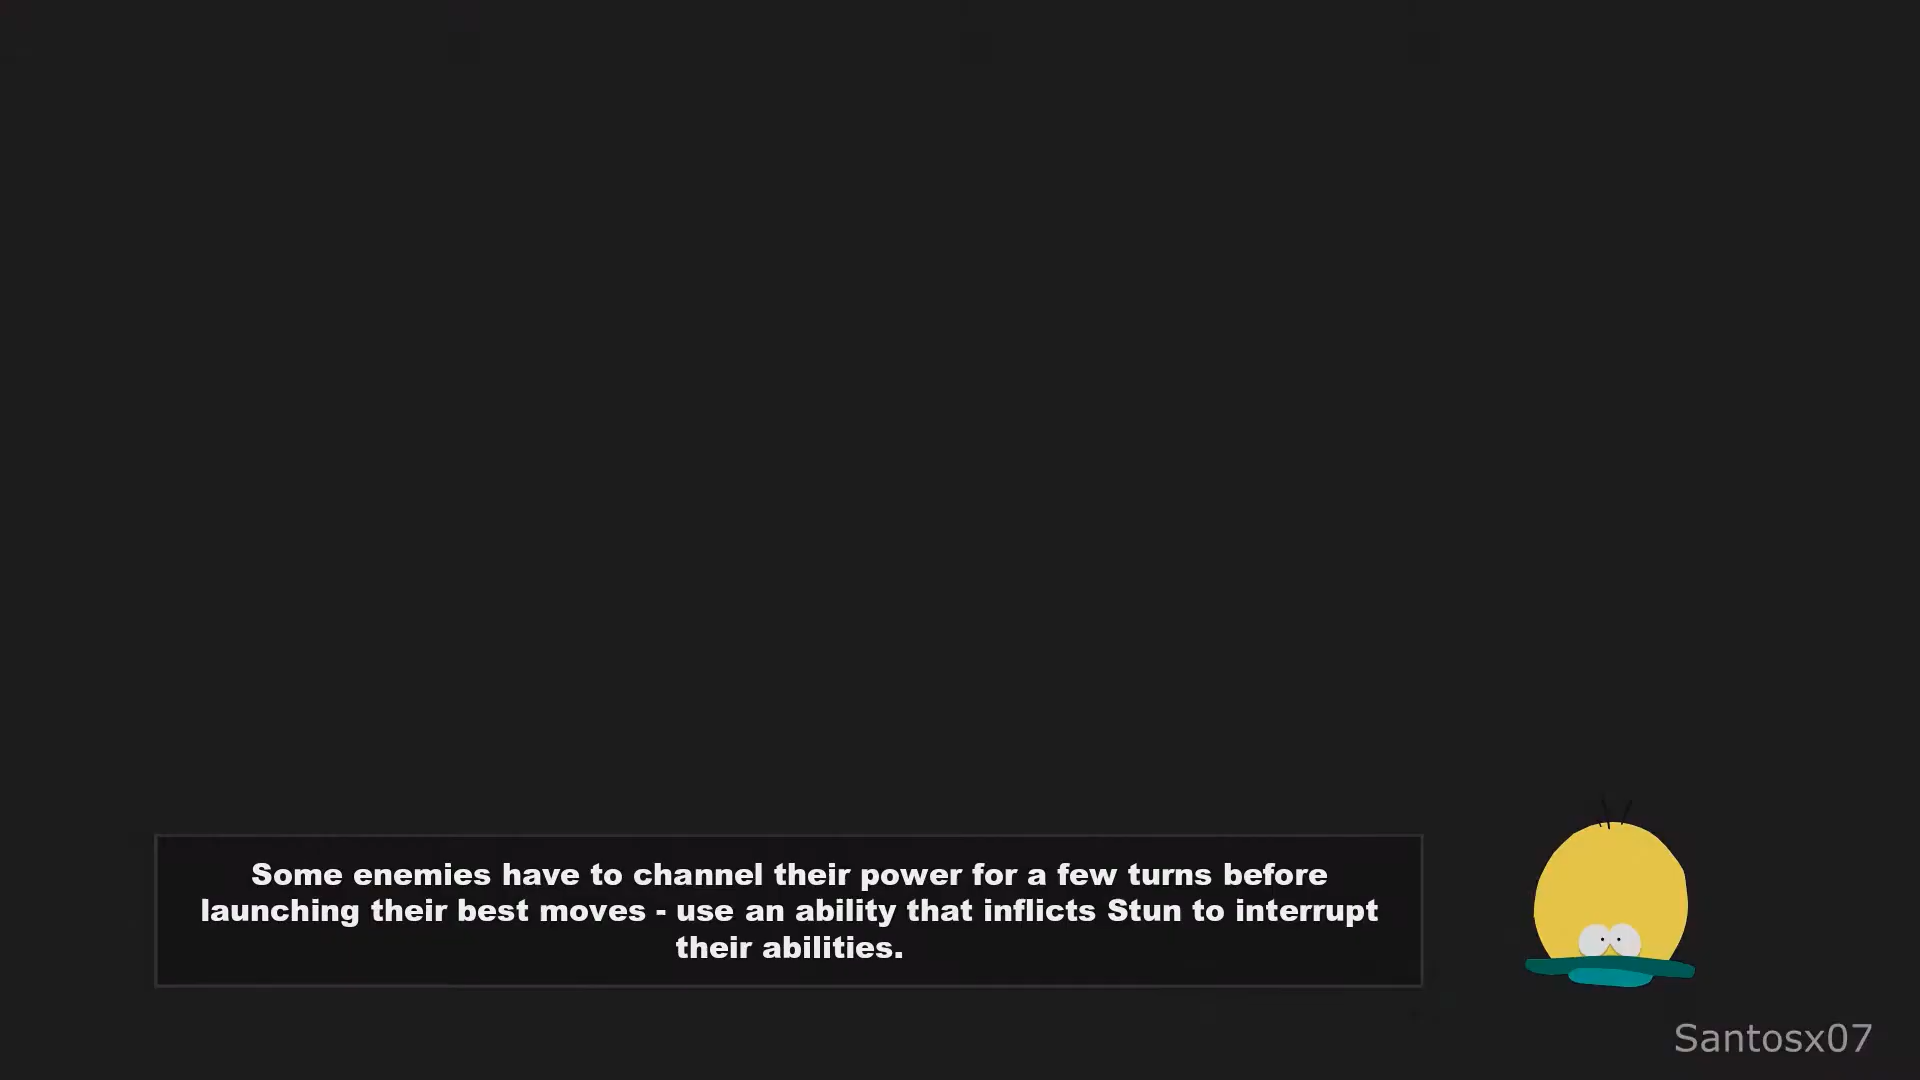 Some enemies have to channel their power for a few turns before
launching their best moves - use an ability that inflicts Stun to interrupt
their abilities.
Santosx07